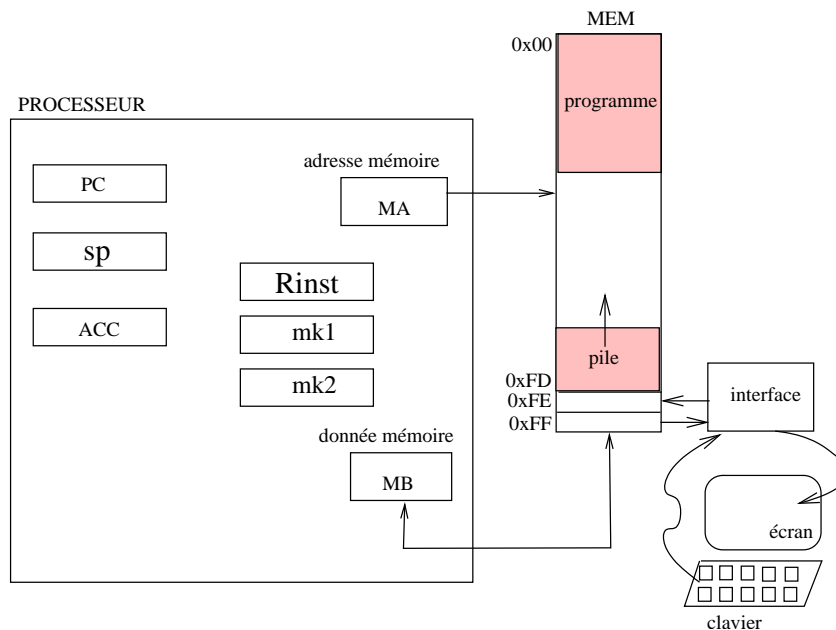 MEM
0x00
programme
PROCESSEUR
adresse mémoire
PC
MA
sp
Rinst
ACC
mk1
pile
mk2
0xFD
0xFE
interface
0xFF
donnée mémoire
MB
écran
clavier